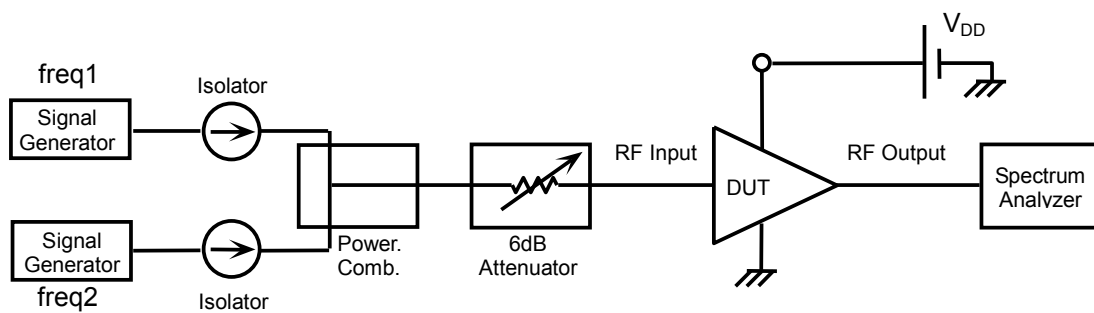 freq1
Signal
Generator
Isolator
Signal
Generator
freq2
Isolator
Power.
Comb.
6dB
Attenuator
RF Input
DUT
RF Output
VDD
Spectrum
Analyzer